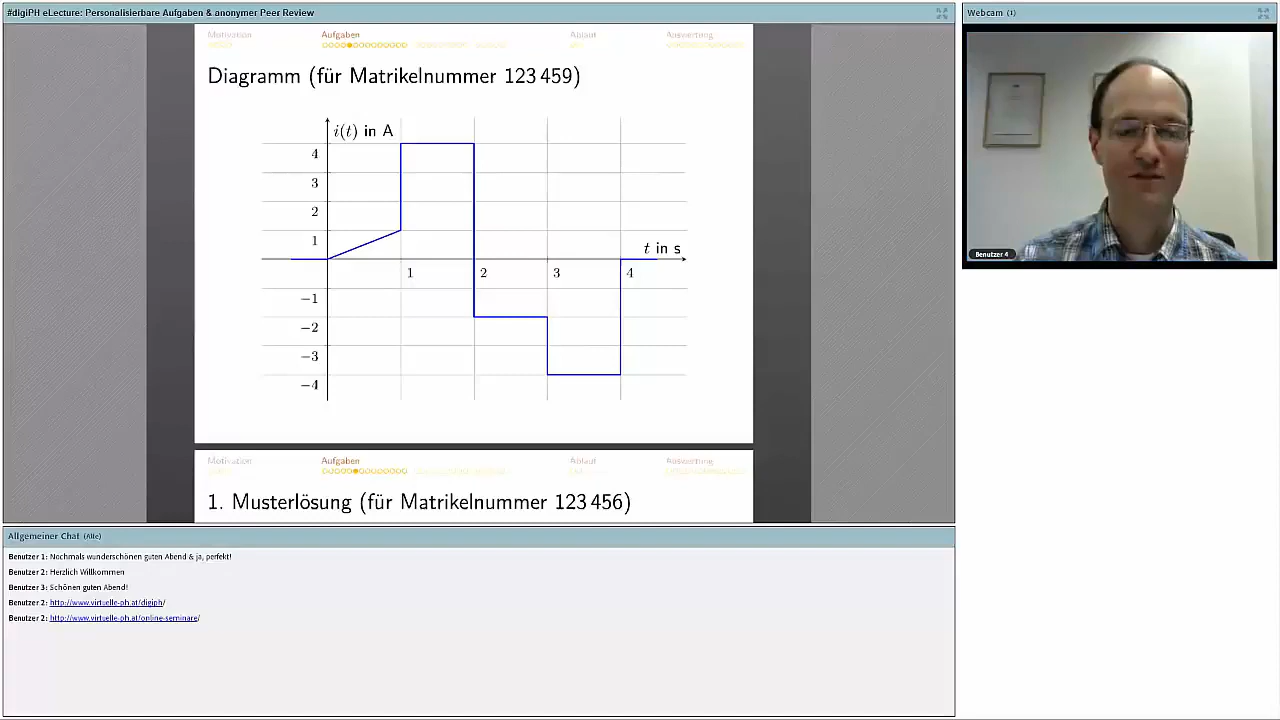 #digiPH eLecture: Personalisierbare Aufgaben & anonymer Peer Review
Webcam (1)
Motivation Aufgaben Ablauf Auswertung
Diagramm (für Matrikelnummer 123 459)
i(t) in A
4
3
2
1
t in s
1 2 3 4
−1
−2
−3
−4
Motivation Aufgaben Ablauf Auswertung
1. Musterlösung (für Matrikelnummer 123 456)
Benutzer 4
Allgemeiner Chat (Alle)
Benutzer 1: Nochmals wunderschönen guten Abend & ja, perfekt!
Benutzer 2: Herzlich Willkommen
Benutzer 3: Schönen guten Abend!
Benutzer 2: http://www.virtuelle-ph.at/digiph/
Benutzer 2: http://www.virtuelle-ph.at/online-seminare/